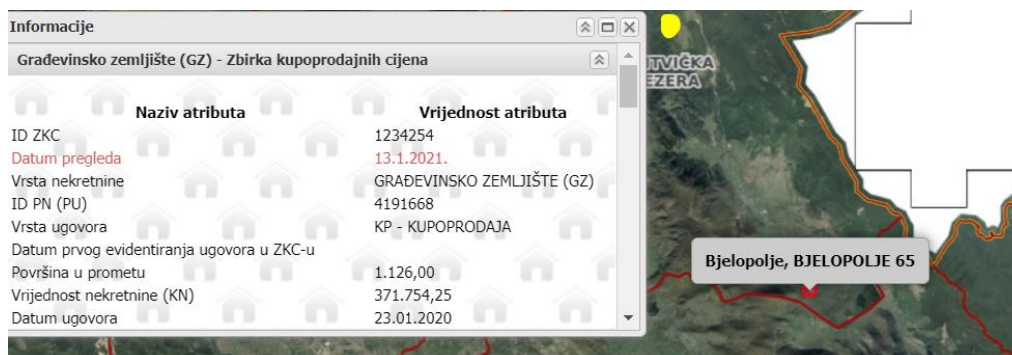 Informacije
Građevinsko zemljište (GZ) - Zbirka kupoprodajnih cijena
Naziv atributa Vrijednost atributa
ID ZKC 1234254
Datum pregleda 13.1.2021.
Vrsta nekretnine GRAĐEVINSKO ZEMLJIŠTE (GZ)
ID PN (PU) 4191668
Vrsta ugovora KP - KUPOPRODAJA
Datum prvog evidentiranja ugovora u ZKC-u
Površina u prometu 1.126,00
Vrijednost nekretnine (KN) 371.754,25
Datum ugovora 23.01.2020
EZERA
Bjelopolje, BJELOPOLJE 65